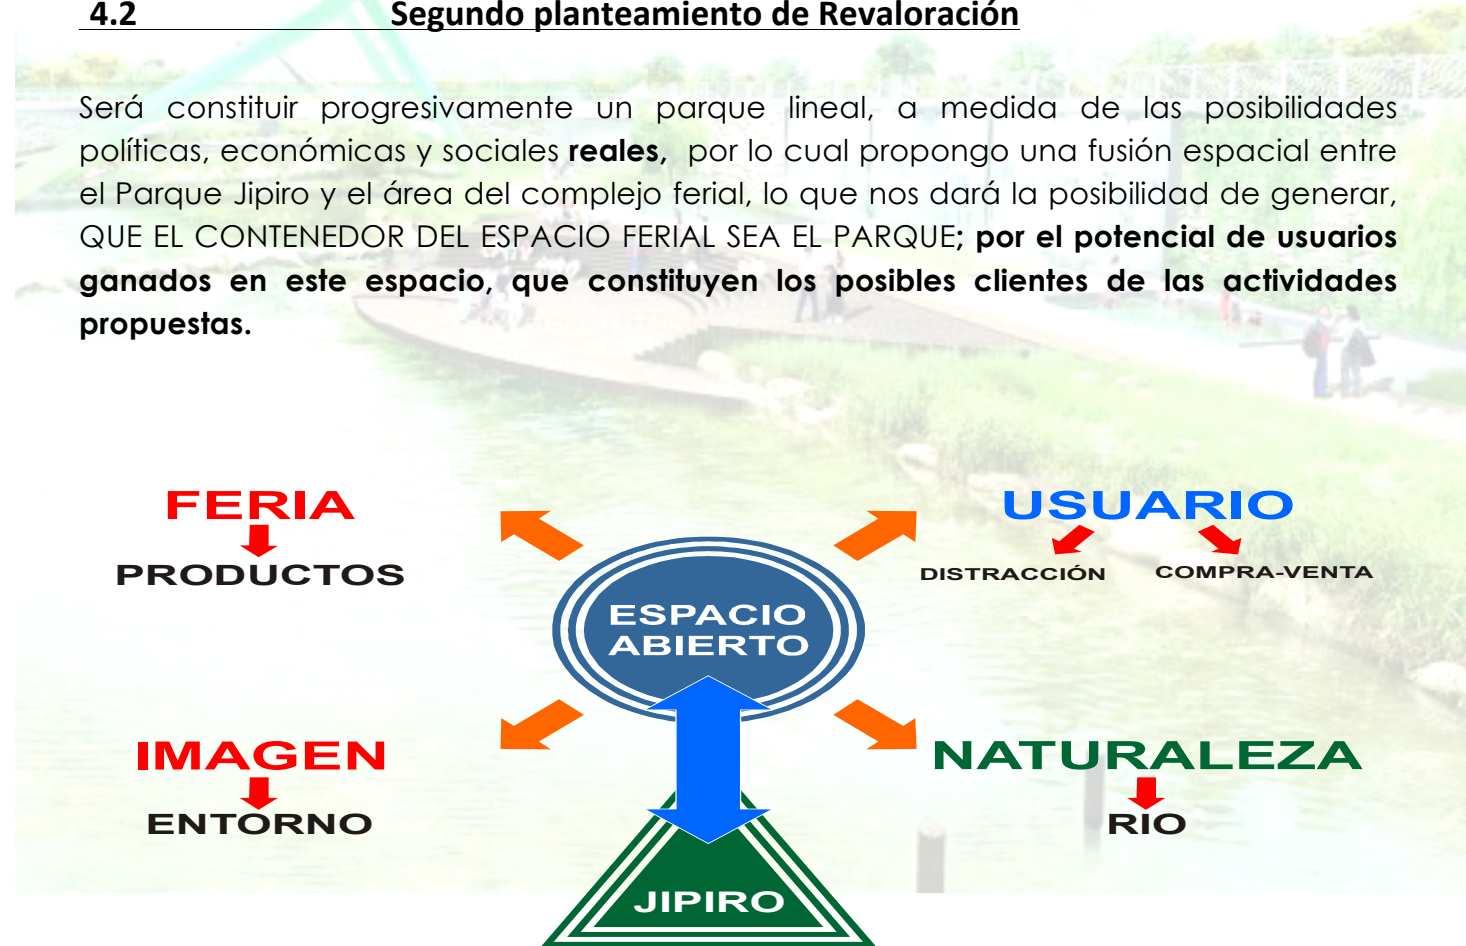 4.2 Segundo planteamiento de Revaloración
Será constituir progresivamente un parque lineal, a medida de las posibilidades
políticas, económicas y sociales reales, por lo cual propongo una fusión espacial entre
el Parque Jipiro y el área del complejo ferial, lo que nos dará la posibilidad de generar,
QUE EL CONTENEDOR DEL ESPACIO FERIAL SEA EL PARQUE; por el potencial de usuarios
ganados en este espacio, que constituyen los posibles clientes de las actividades
propuestas.
FERIA
PRODUCTOS
USUARIO
DISTRACCIÓN COMPRA-VENTA
ESPACIO
ABIERTO
IMAGEN
ENTORNO
NATURALEZA
RIO
JIPIRO